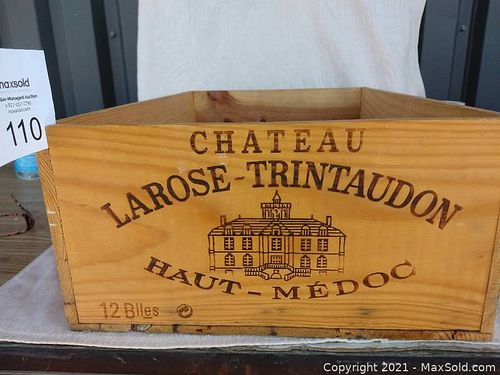 maxsold
110
CHATEAU
LAROSE-TRINTAUDON
HAUT-MÉDOC
12 Blles
Copyright 2021 - MaxSold.com